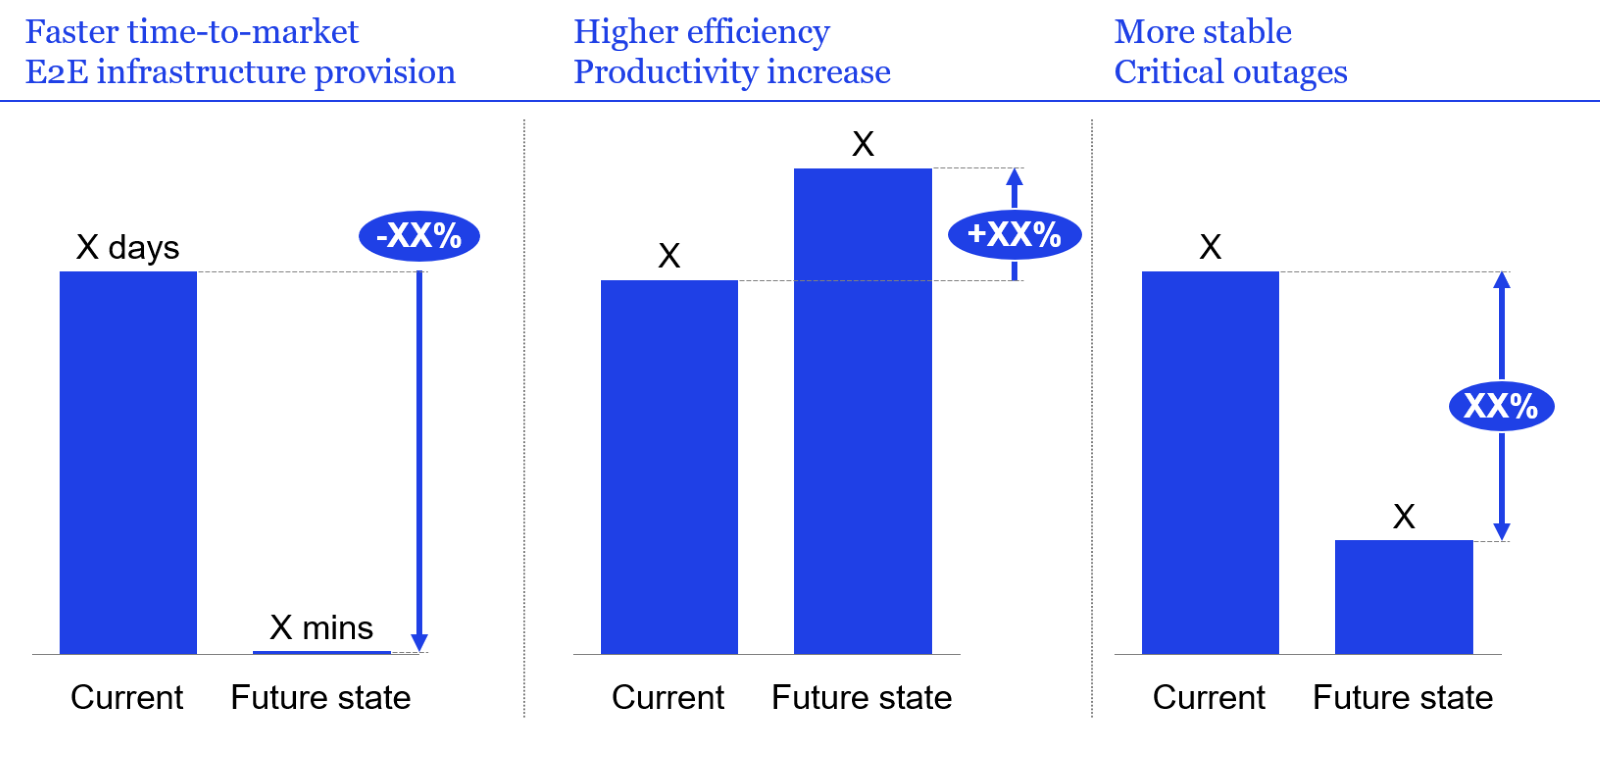 Faster time-to-market
E2E infrastructure provision
X days
-XX%
X mins
Current
Future state
Higher efficiency
Productivity increase
X
X
+XX%
Current
Future state
More stable
Critical outages
X
XX%
X
Current
Future state